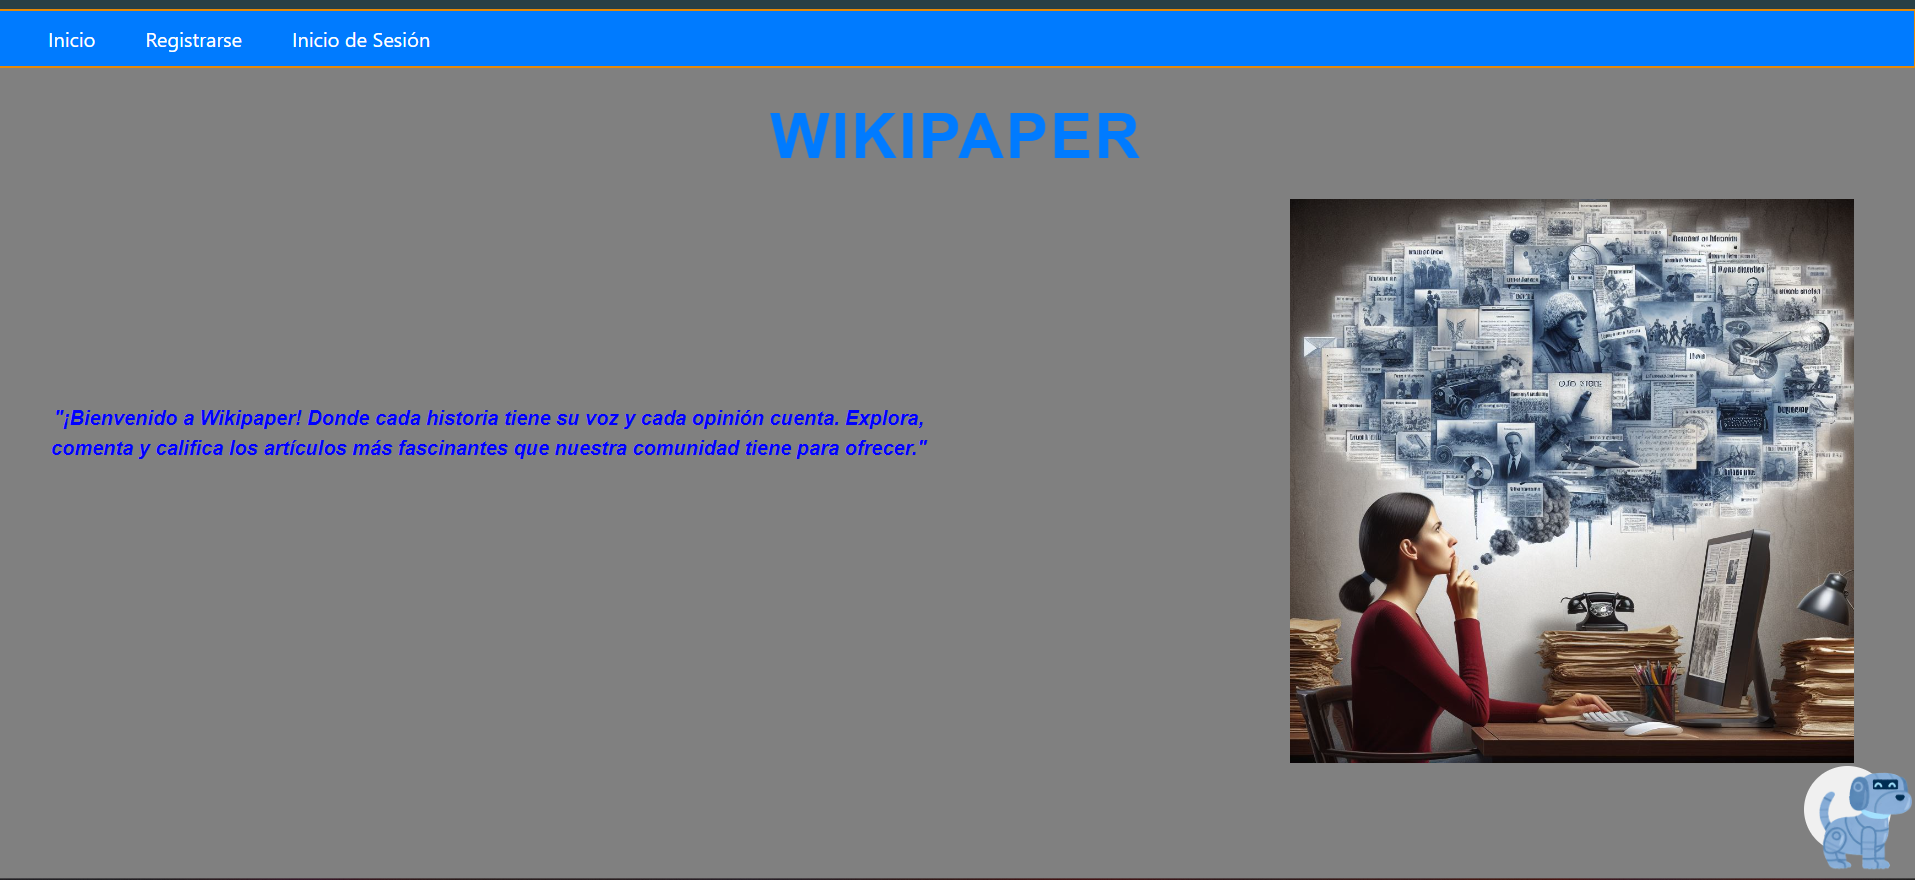 Inicio Registrarse Inicio de Sesión
WIKIPAPER
"¡Bienvenido a Wikipaper! Donde cada historia tiene su voz y cada opinión cuenta. Explora,
comenta y califica los artículos más fascinantes que nuestra comunidad tiene para ofrecer."